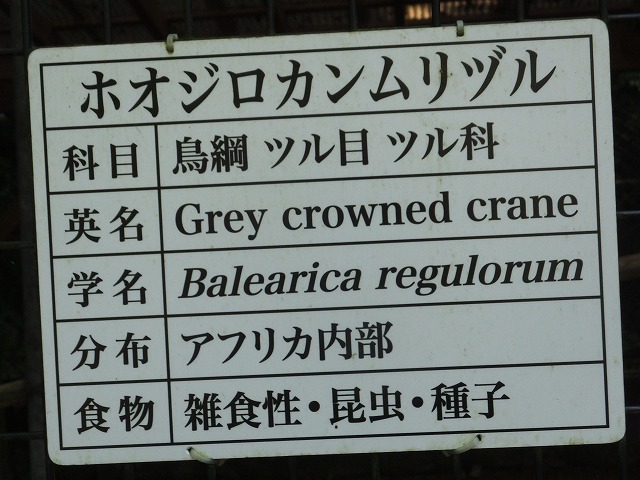 ホオジロカンムリヅル
科目 鳥綱 ツル目 ツル科
英名 Grey crowned crane
学名 Balearica regulorum
分布 アフリカ内部
食物 雑食性・昆虫・種子